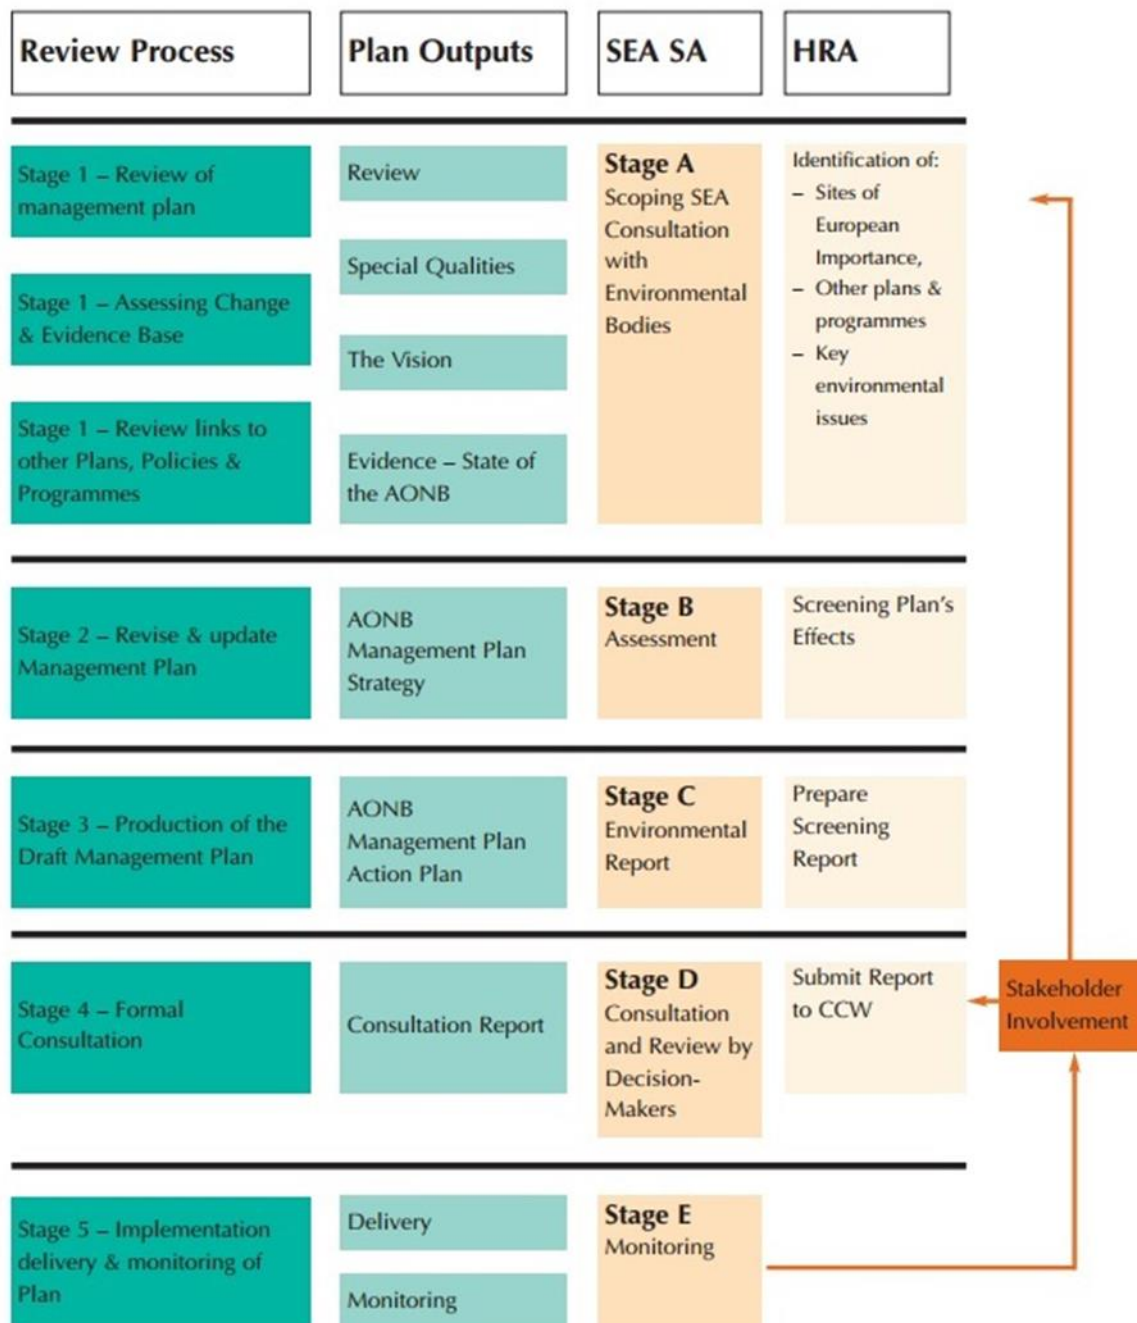 Review Process
Plan Outputs
SEA SA
HRA
Stage 1 – Review of
management plan
Stage 1 – Assessing Change
& Evidence Base
Stage 1 – Review links to
other Plans, Policies &
Programmes
Review
Special Qualities
The Vision
Evidence – State of
the AONB
Stage A
Scoping SEA
Consultation
with
Environmental
Bodies
Identification of:
– Sites of
European
Importance,
– Other plans &
programmes
– Key
environmental
issues
Stage 2 – Revise & update
Management Plan
AONB
Management Plan
Strategy
Stage B
Assessment
Screening Plan's
Effects
Stage 3 – Production of the
Draft Management Plan
AONB
Management Plan
Action Plan
Stage C
Environmental
Report
Prepare
Screening
Report
Stage 4 – Formal
Consultation
Consultation Report
Stage D
Consultation
and Review by
Decision-
Makers
Submit Report
to CCW
Stakeholder
Involvement
Stage 5 – Implementation
delivery & monitoring of
Plan
Delivery
Monitoring
Stage E
Monitoring